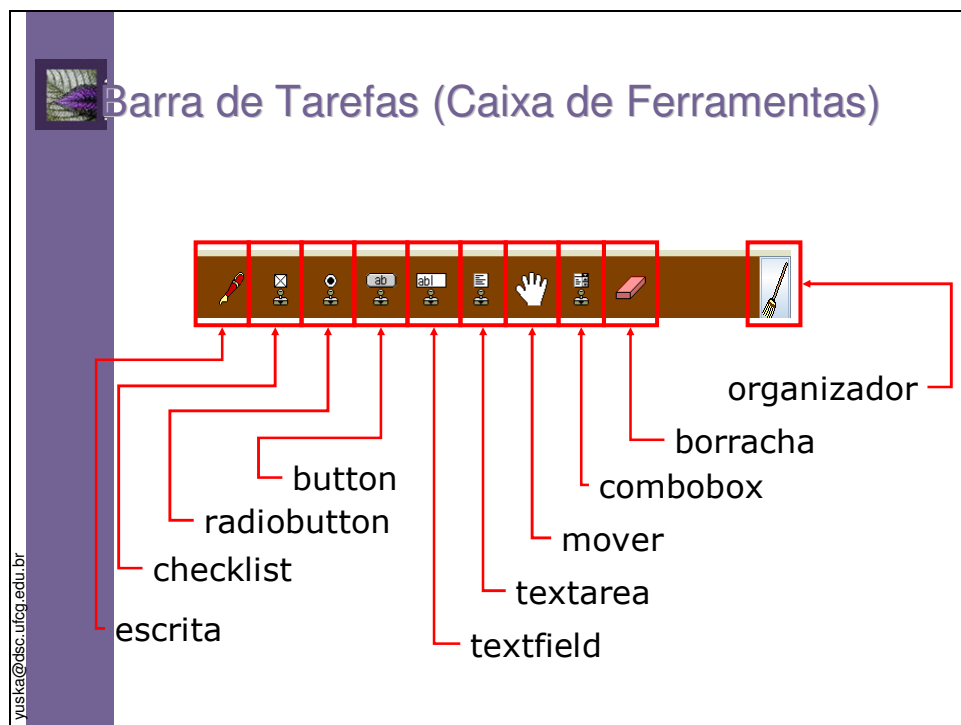 Barra de Tarefas (Caixa de Ferramentas)
ab
ab
organizador
borracha
button
combobox
radiobutton
mover
checklist
textarea
escrita
textfield
yuska@dsc.ufcg.edu.br